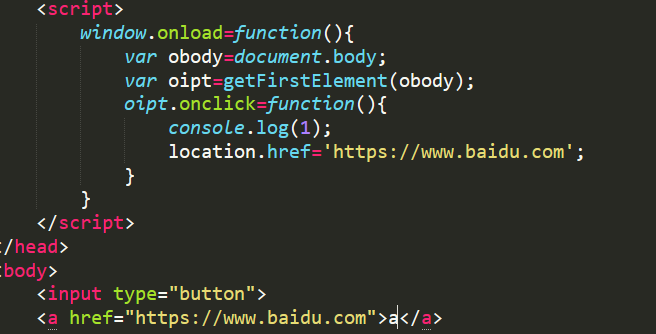 <script>
window.onload=function(){
var obody=document.body;
var oipt=getFirstElement(obody);
oipt.onclick=function(){
console.log(1);
location.href='https://www.baidu.com';
}
}
</script>
</head>
<body>
<input type="button">
<a href="https://www.baidu.com">a</a>